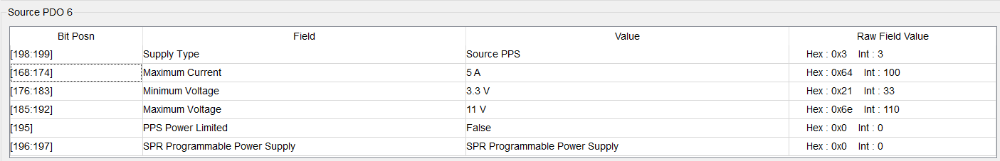 Source PDO 6
Bit Posn Field Value Raw Field Value
[198:199] Supply Type Source PPS Hex : 0x3 Int : 3
[168:174] Maximum Current 5 A Hex : 0x64 Int : 100
[176:183] Minimum Voltage 3.3 V Hex : 0x21 Int : 33
[185:192] Maximum Voltage 11 V Hex : 0x6e Int : 110
[195] PPS Power Limited False Hex : 0x0 Int : 0
[196:197] SPR Programmable Power Supply SPR Programmable Power Supply Hex : 0x0 Int : 0